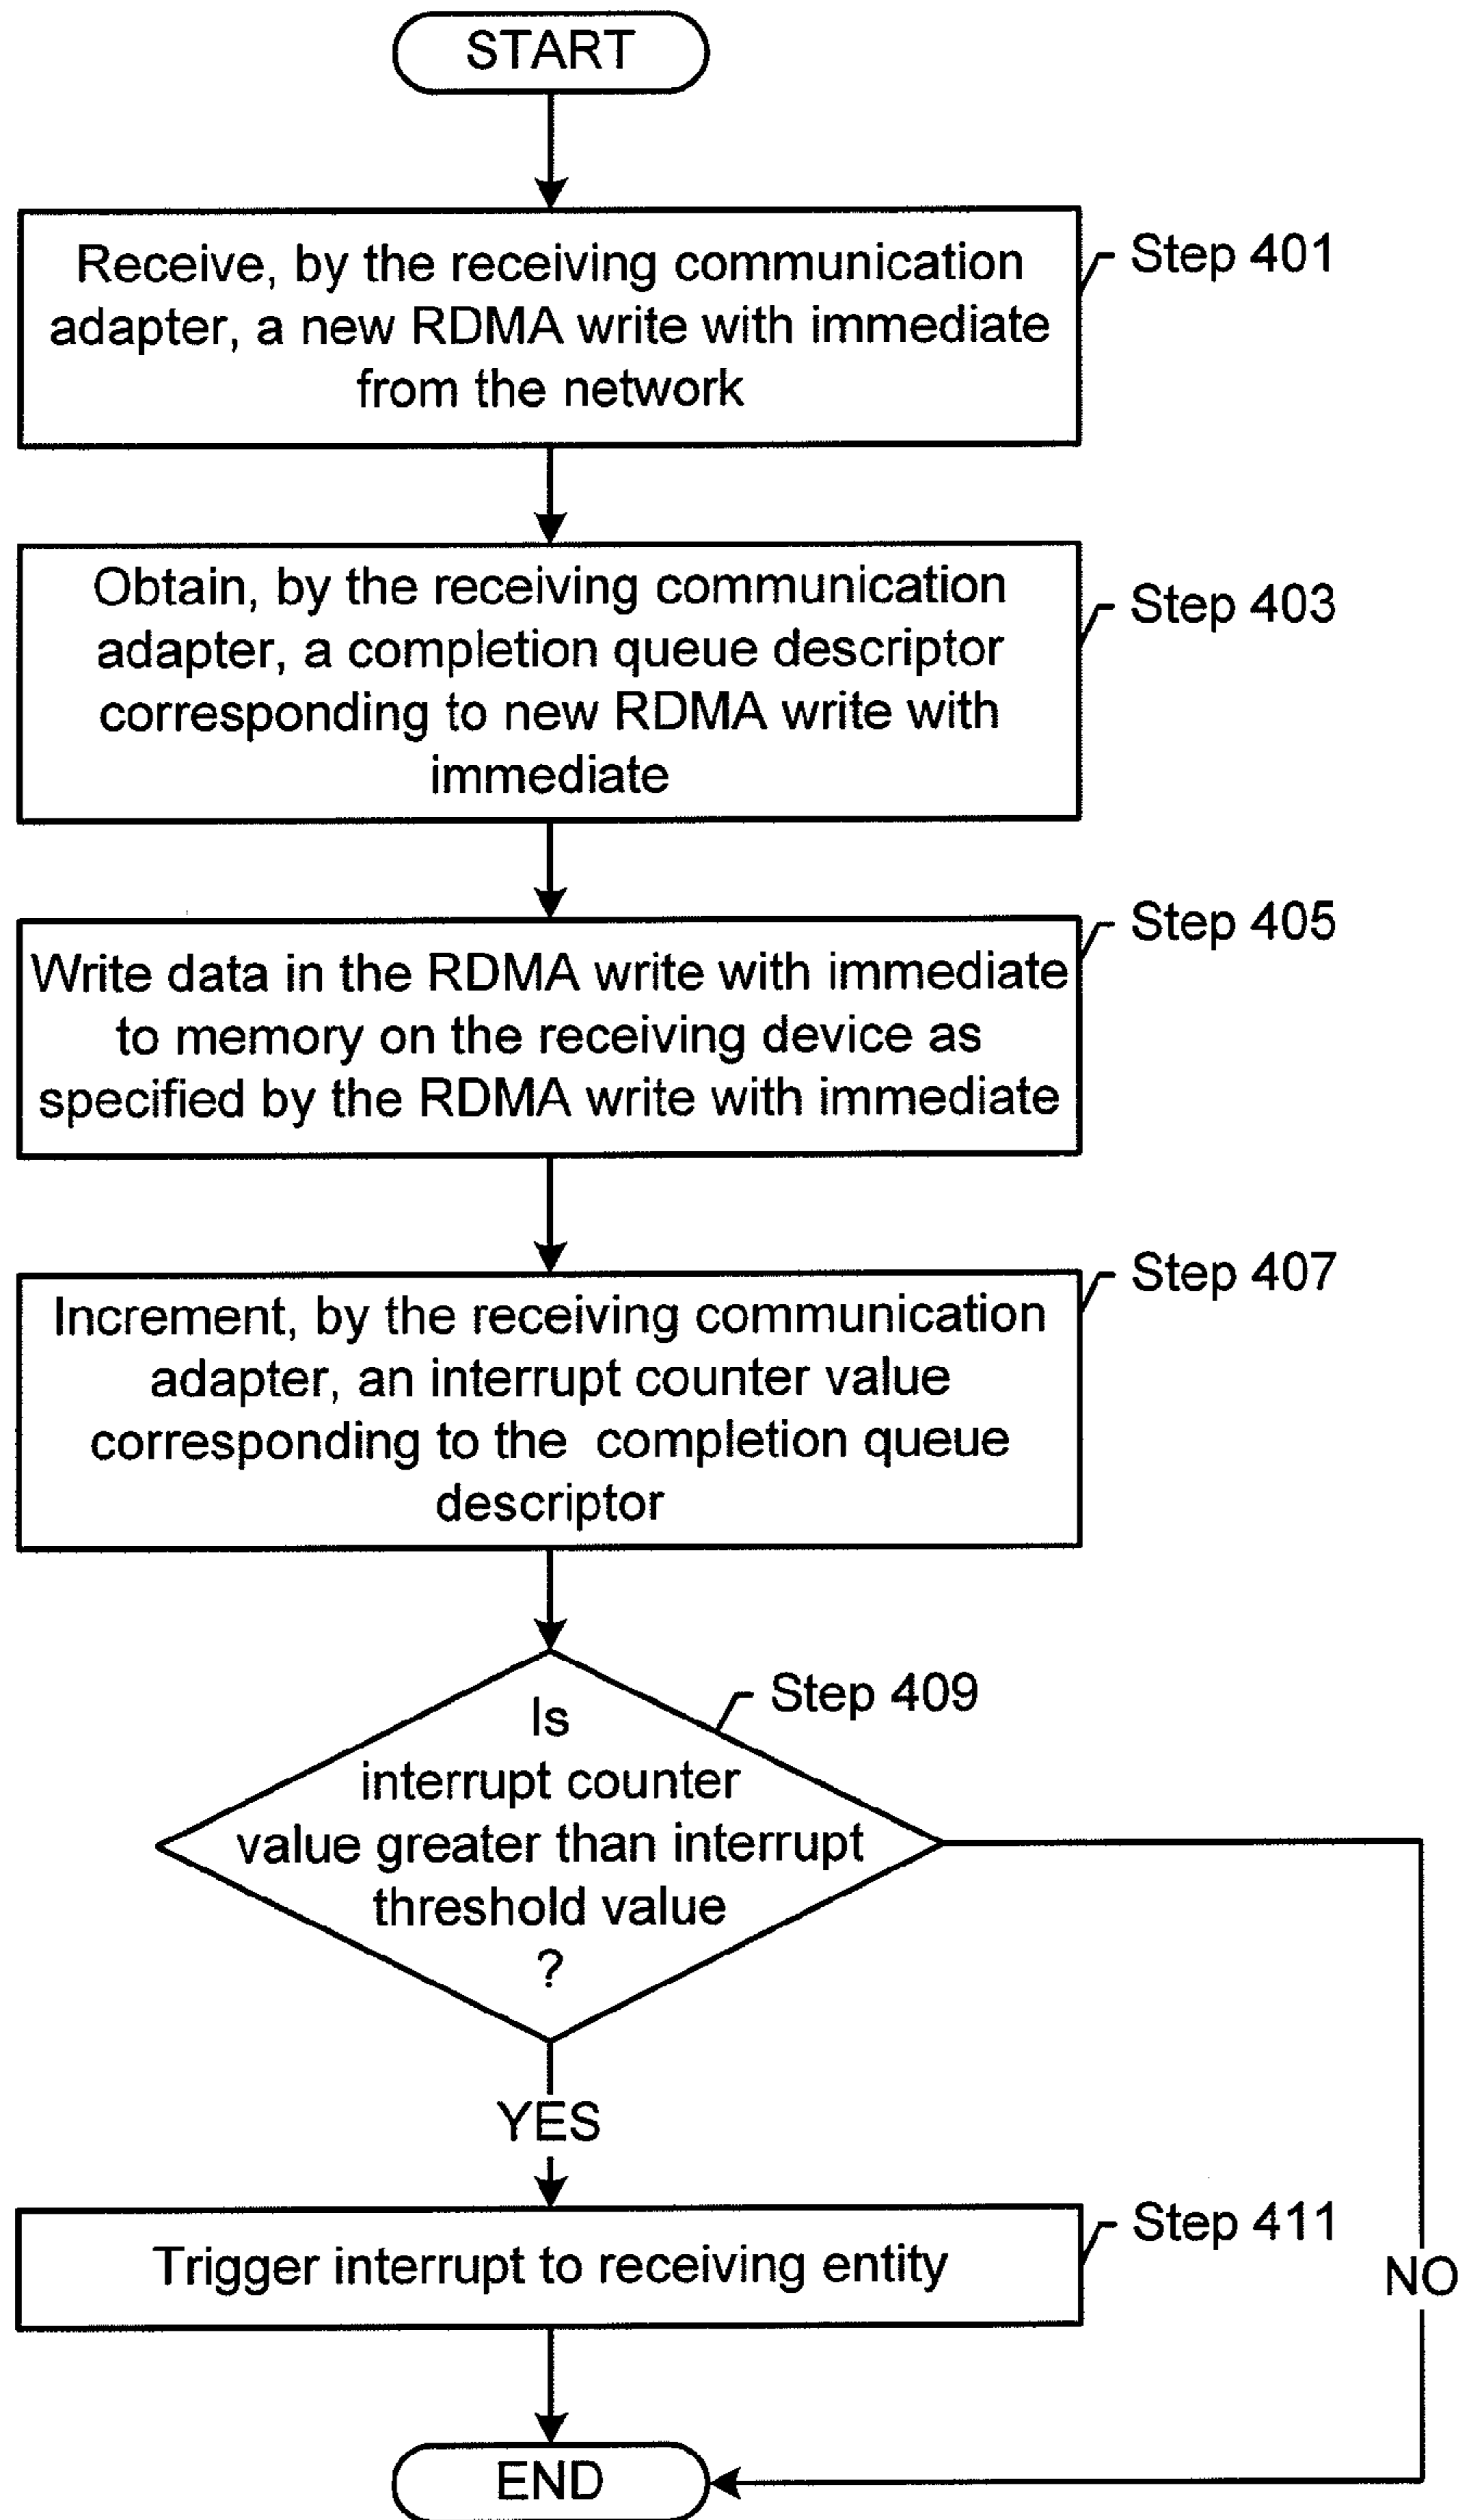 START
Receive, by the receiving communication
adapter, a new RDMA write with immediate
from the network
Step 401
Obtain, by the receiving communication
adapter, a completion queue descriptor
corresponding to new RDMA write with
immediate
Step 403
Write data in the RDMA write with immediate
to memory on the receiving device as
specified by the RDMA write with immediate
Step 405
Increment, by the receiving communication
adapter, an interrupt counter value
corresponding to the completion queue
descriptor
Step 407
Is
interrupt counter
value greater than interrupt
threshold value
?
Step 409
YES
Trigger interrupt to receiving entity
Step 411
NO
END